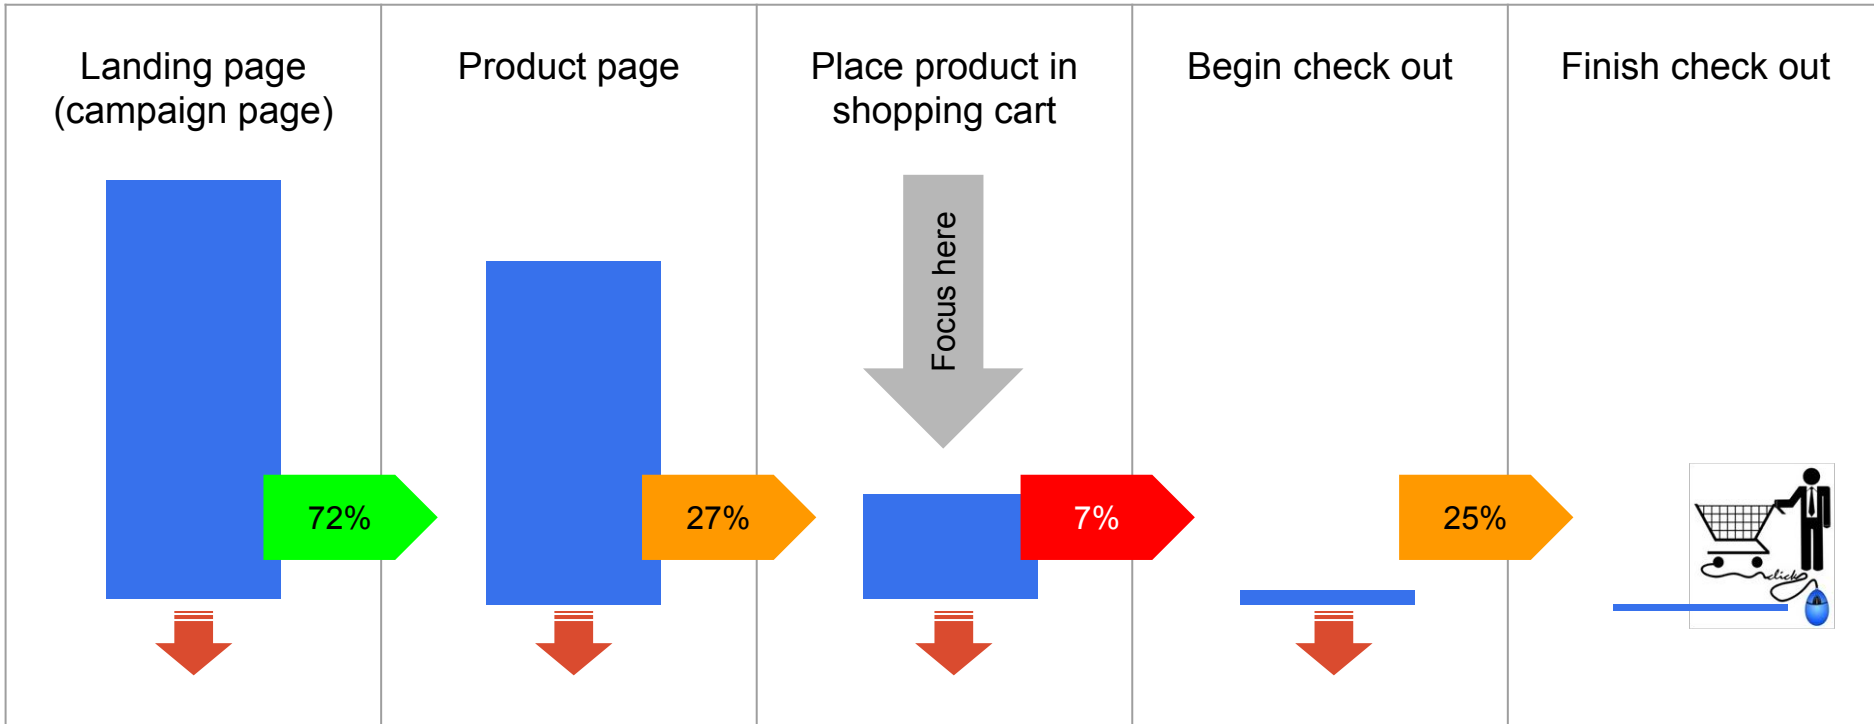 Landing page
(campaign page)
Product page
Place product in
shopping cart
Begin check out
Finish check out
Focus here
72%
27%
7%
25%
click